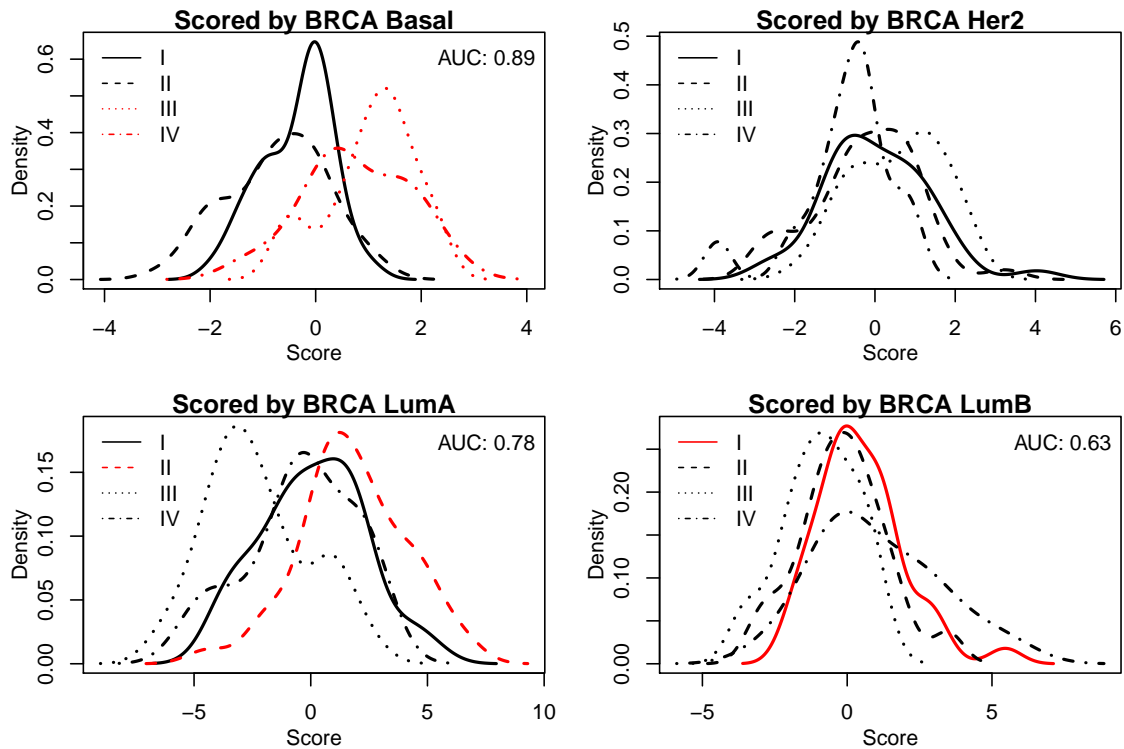 Scored by BRCA Basal
I
II
III
IV
AUC: 0.89
Density
0.0
0.2
0.4
0.6
−4
−2
0
2
4
Score
Scored by BRCA Her2
I
II
III
IV
Density
0.0
0.1
0.2
0.3
0.4
0.5
−4
−2
0
2
4
6
Score
Scored by BRCA LumA
I
II
III
IV
AUC: 0.78
Density
0.00
0.05
0.10
0.15
−5
0
5
10
Score
Scored by BRCA LumB
I
II
III
IV
AUC: 0.63
Density
0.00
0.10
0.20
−5
0
5
Score